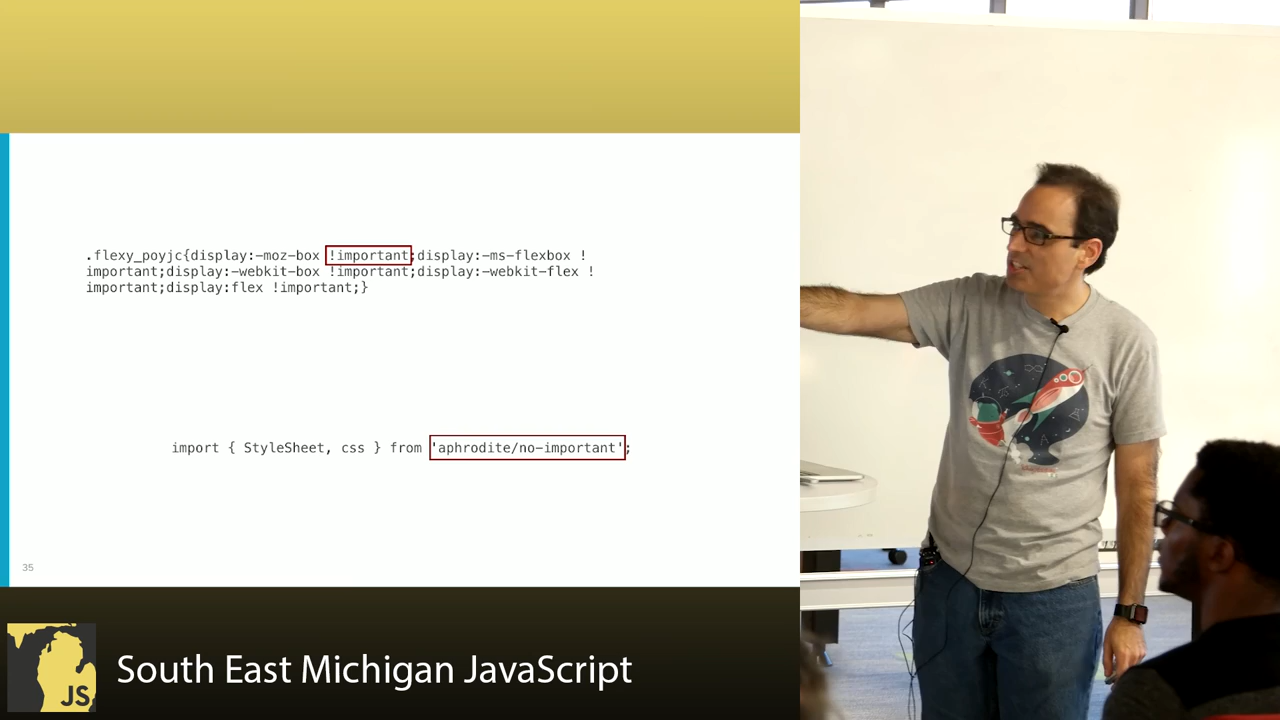 .flexy_poyjc{display:-moz-box !important;display:-ms-flexbox !
important;display:-webkit-box !important;display:-webkit-flex !
important;display:flex !important;}
import { StyleSheet, css } from 'aphrodite/no-important';
35
JS
South East Michigan JavaScript